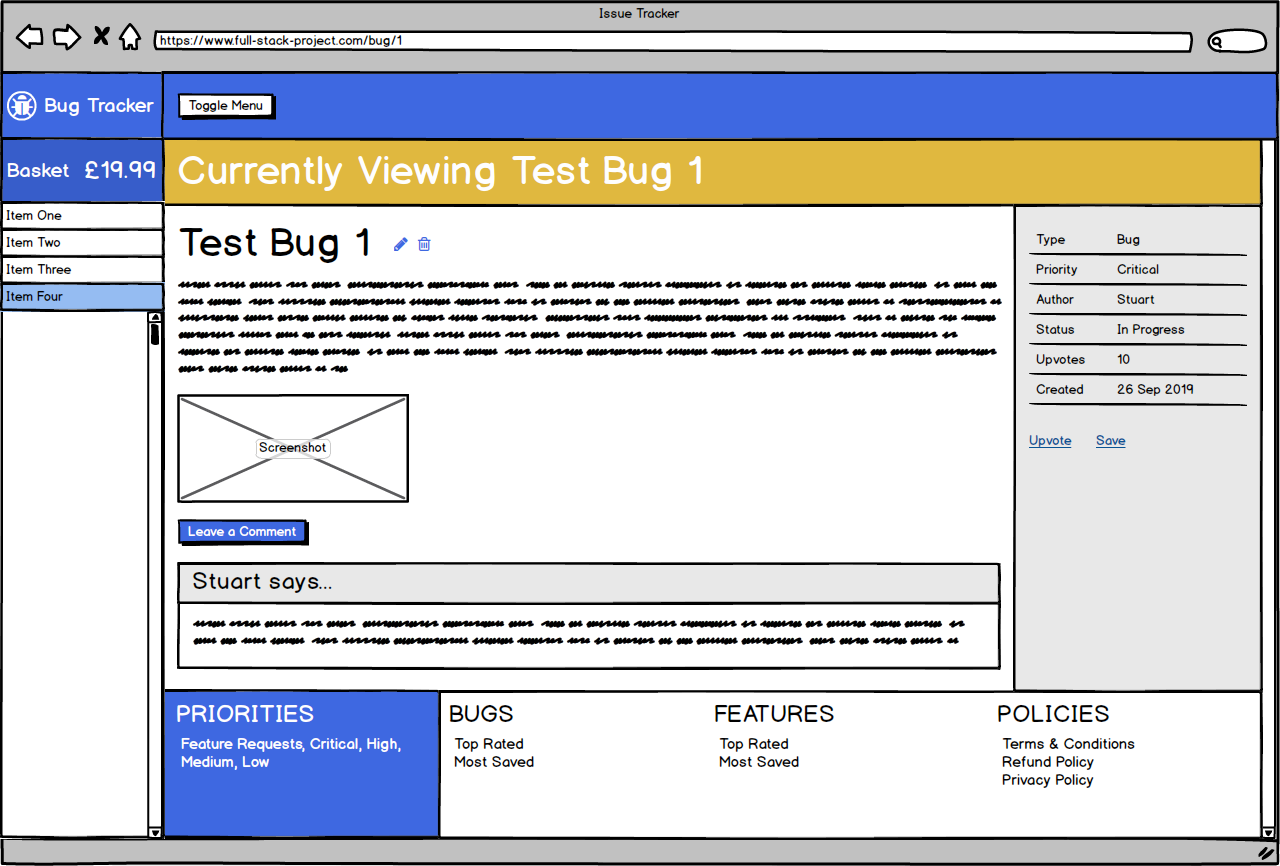 Issue Tracker
https://www.full-stack-project.com/bug/1
Bug Tracker
Toggle Menu
Basket £19.99
Currently Viewing Test Bug 1
Item One
Item Two
Item Three
Item Four
Test Bug 1
Screenshot
Leave a Comment
Stuart says...
Type Bug
Priority Critical
Author Stuart
Status In Progress
Upvotes 10
Created 26 Sep 2019
Upvote Save
PRIORITIES
Feature Requests, Critical, High,
Medium, Low
BUGS
Top Rated
Most Saved
FEATURES
Top Rated
Most Saved
POLICIES
Terms & Conditions
Refund Policy
Privacy Policy